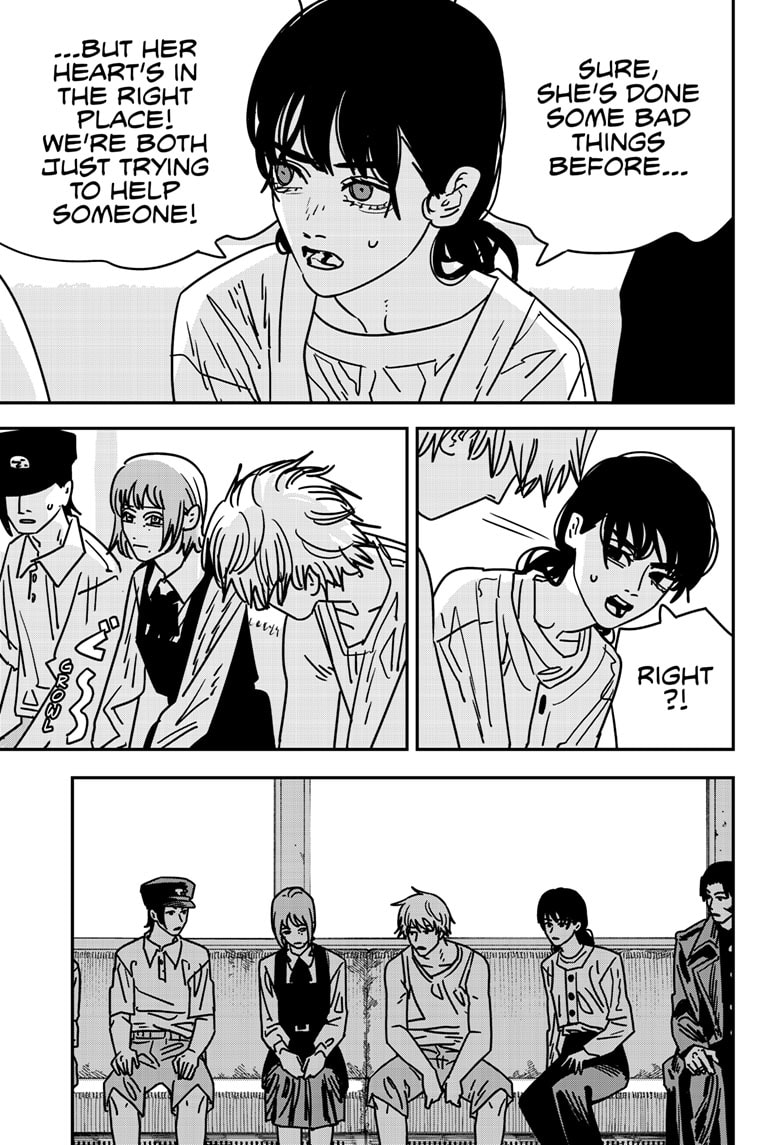 SURE,
SHE'S DONE
SOME BAD
THINGS
BEFORE...
...BUT HER
HEART'S IN
THE RIGHT
PLACE!
WE'RE BOTH
JUST TRYING
TO HELP
SOMEONE!
RIGHT
?!
ぐ〜〜
GROWL